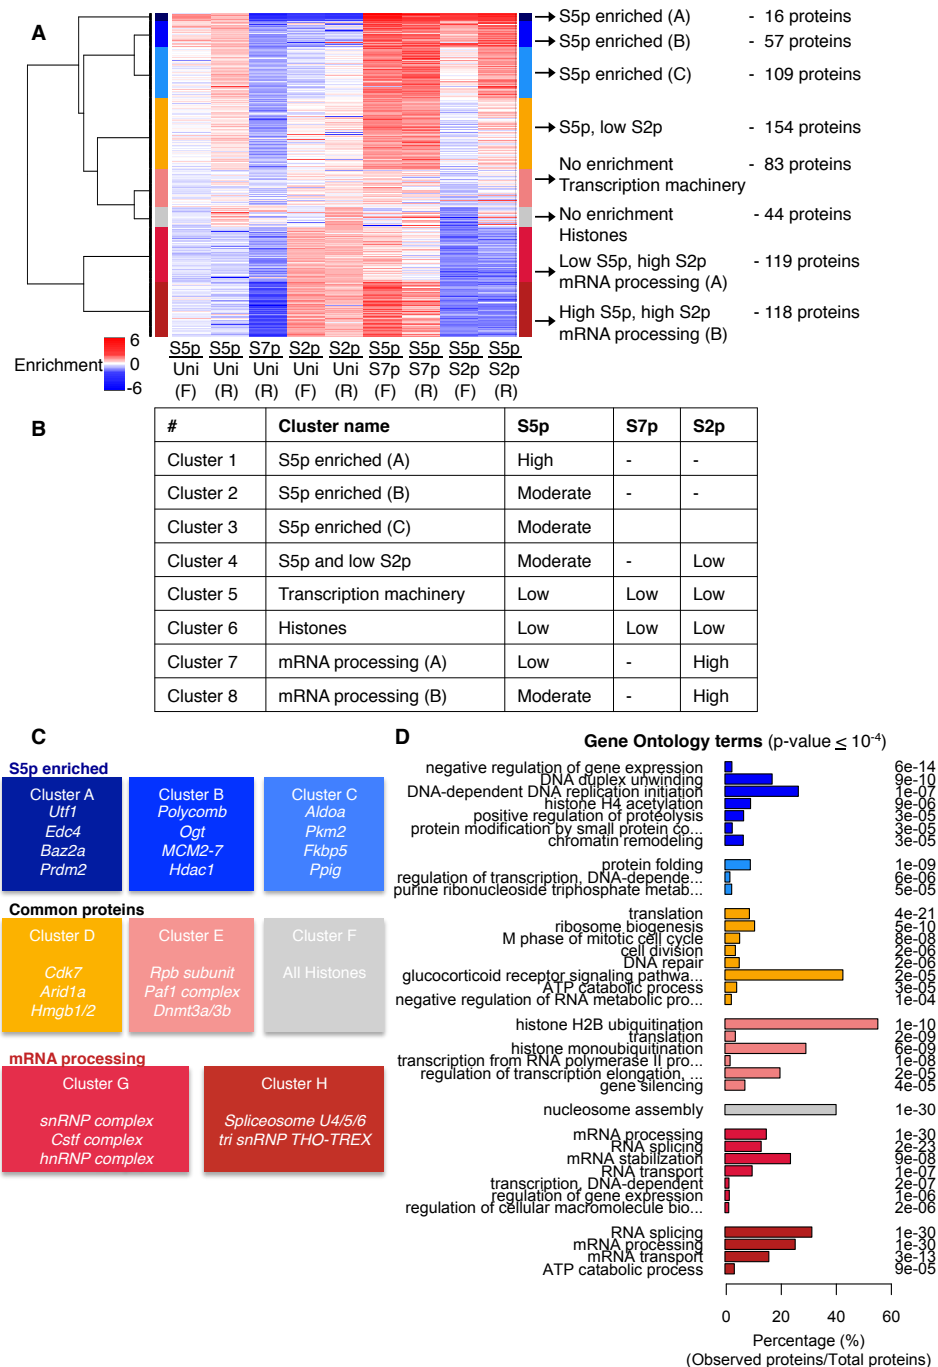 A
S5p enriched (A) - 16 proteins
S5p enriched (B) - 57 proteins
S5p enriched (C) - 109 proteins
S5p, low S2p - 154 proteins
No enrichment - 83 proteins
Transcription machinery
No enrichment - 44 proteins
Histones
Low S5p, high S2p - 119 proteins
mRNA processing (A)
High S5p, high S2p - 118 proteins
mRNA processing (B)
Enrichment 6 0 -6
S5p S5p S7p S2p S2p S5p S5p S5p S5p
Uni Uni Uni Uni Uni S7p S7p S2p S2p
(F) (R) (R) (F) (R) (F) (R) (F) (R)
B
# Cluster name S5p S7p S2p
Cluster 1 S5p enriched (A) High - -
Cluster 2 S5p enriched (B) Moderate - -
Cluster 3 S5p enriched (C) Moderate
Cluster 4 S5p and low S2p Moderate - Low
Cluster 5 Transcription machinery Low Low Low
Cluster 6 Histones Low Low Low
Cluster 7 mRNA processing (A) Low - High
Cluster 8 mRNA processing (B) Moderate - High
C
S5p enriched
Cluster A
Utf1
Edc4
Baz2a
Prdm2
Cluster B
Polycomb
Ogt
MCM2-7
Hdac1
Cluster C
Aldoa
Pkm2
Fkbp5
Ppig
Common proteins
Cluster D
Cdk7
Arid1a
Hmgb1/2
Cluster E
Rpb subunit
Paf1 complex
Dnmt3a/3b
Cluster F
All Histones
mRNA processing
Cluster G
snRNP complex
Cstf complex
hnRNP complex
Cluster H
Spliceosome U4/5/6
tri snRNP THO-TREX
D
Gene Ontology terms (p-value ≤ 10-4)
negative regulation of gene expression 6e-14
DNA duplex unwinding 9e-10
DNA-dependent DNA replication initiation 1e-07
histone H4 acetylation 9e-06
positive regulation of proteolysis 3e-05
protein modification by small protein co... 3e-05
chromatin remodeling 3e-05
protein folding 1e-09
regulation of transcription, DNA-depende... 6e-06
purine ribonucleoside triphosphate metab... 5e-05
translation 4e-21
ribosome biogenesis 5e-10
M phase of mitotic cell cycle 8e-08
cell division 2e-06
DNA repair 2e-06
glucocorticoid receptor signaling pathwa... 2e-05
ATP catabolic process 3e-05
negative regulation of RNA metabolic pro... 1e-04
histone H2B ubiquitination 1e-10
translation 2e-09
histone monoubiquitination 6e-09
transcription from RNA polymerase II pro... 1e-08
regulation of transcription elongation, ... 2e-05
gene silencing 4e-05
nucleosome assembly 1e-30
mRNA processing 1e-30
RNA splicing 2e-23
mRNA stabilization 9e-08
RNA transport 1e-07
transcription, DNA-dependent 2e-07
regulation of gene expression 1e-06
regulation of cellular macromolecule bio... 2e-06
RNA splicing 1e-30
mRNA processing 1e-30
mRNA transport 3e-13
ATP catabolic process 9e-05
0 20 40 60
Percentage (%)
(Observed proteins/Total proteins)